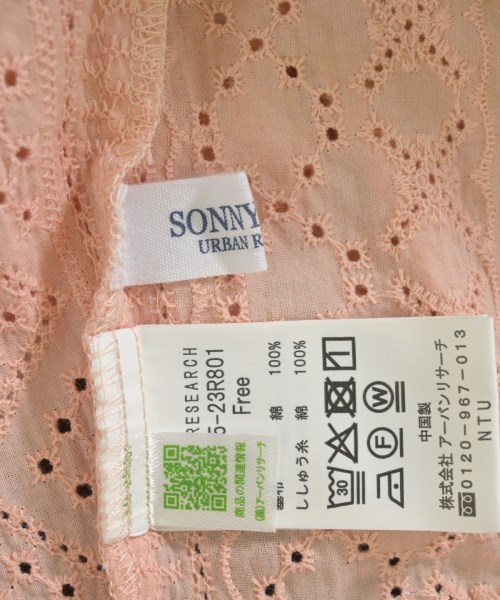 SONNY
URBAN R
RESEARCH
5-23R801
Free
綿 100%
ししゅう糸 綿 100%
30
F
W
中国製
株式会社 アーバンリサーチ
0120-967-013
NTU
商品の関連情報
(株)アーバンリサーチ